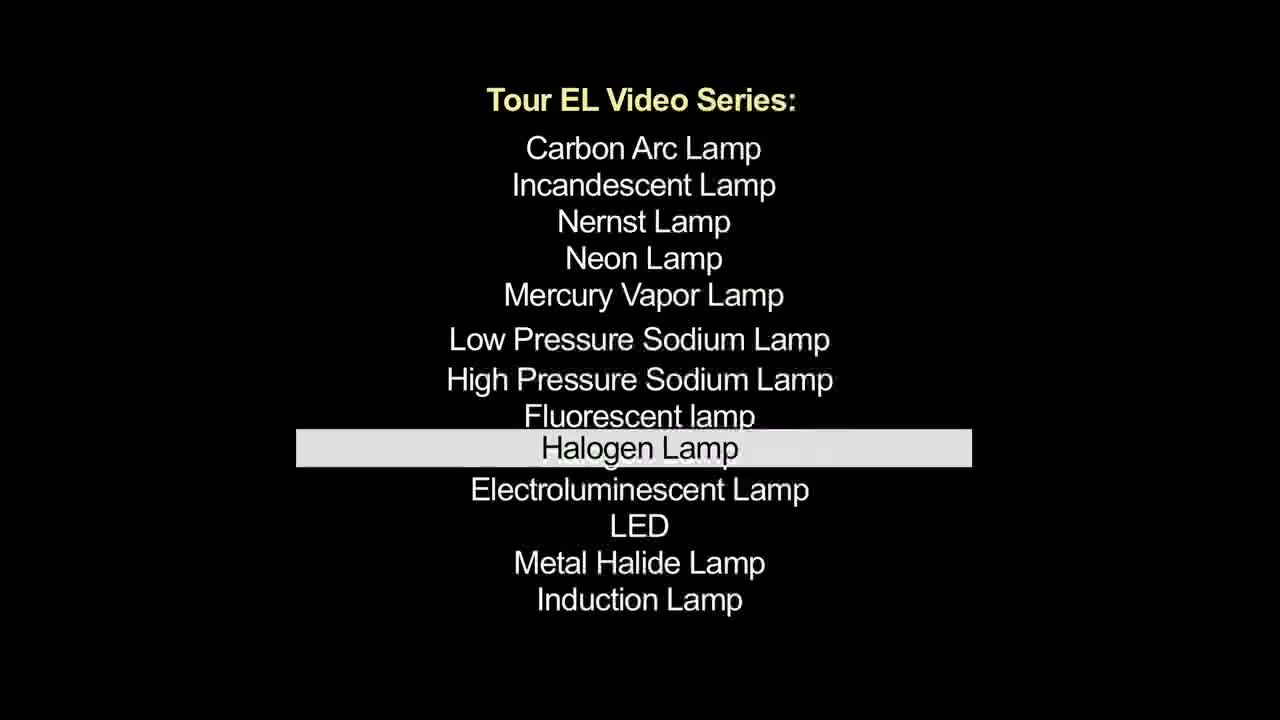 Tour EL Video Series:
Carbon Arc Lamp
Incandescent Lamp
Nernst Lamp
Neon Lamp
Mercury Vapor Lamp
Low Pressure Sodium Lamp
High Pressure Sodium Lamp
Fluorescent lamp
Halogen Lamp
Electroluminescent Lamp
LED
Metal Halide Lamp
Induction Lamp